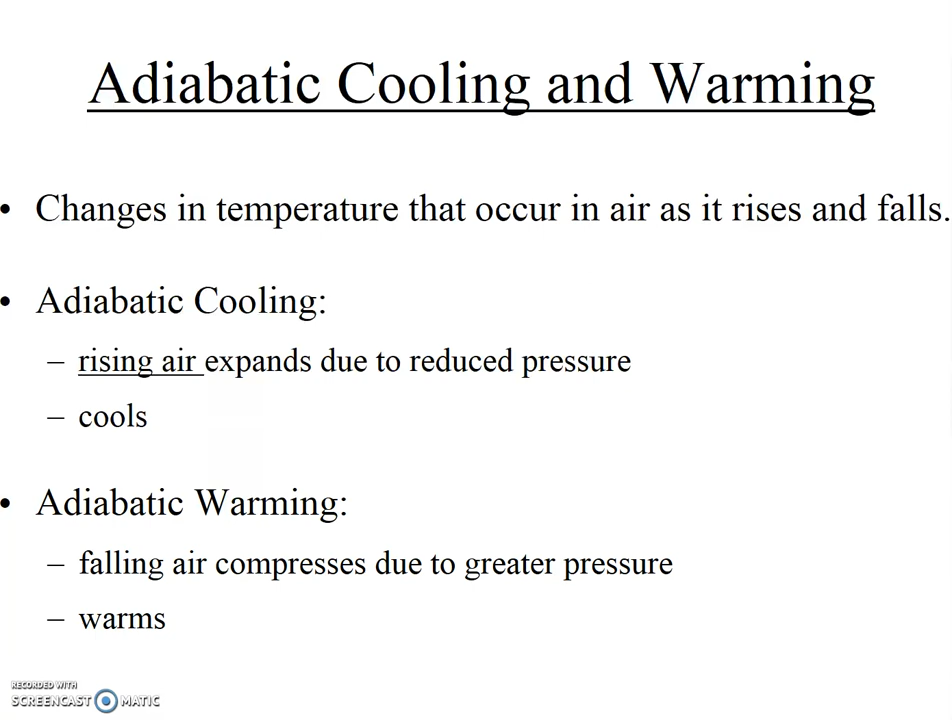 Adiabatic Cooling and Warming
• Changes in temperature that occur in air as it rises and falls.
• Adiabatic Cooling:
– rising air expands due to reduced pressure
– cools
• Adiabatic Warming:
– falling air compresses due to greater pressure
– warms
RECORDED WITH
SCREENCAST MATIC